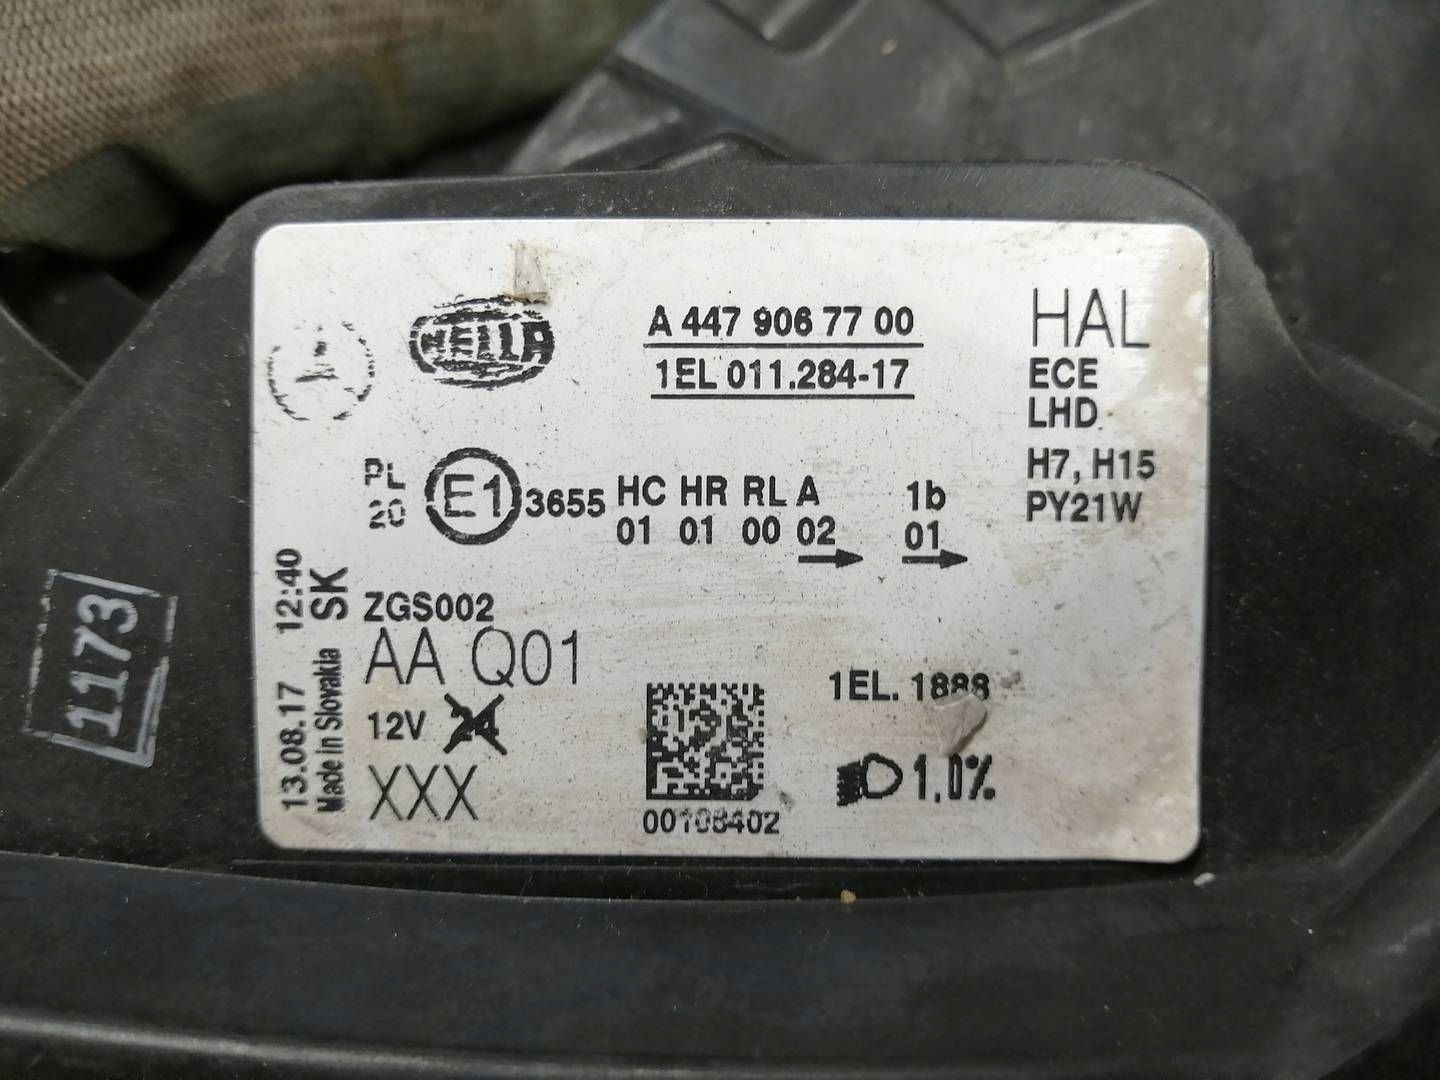 HELLA
A 447 906 77 00
1EL 011.284-17
HAL
ECE
LHD
H7, H15
PY21W
PL
20
E1 3655
HC HR RL A 1b
01 01 00 02 01
13.08.17 12:40
Made in Slovakia SK
ZGS002
AA Q01
12V 24
XXX
1EL. 1888
1.0%
1173